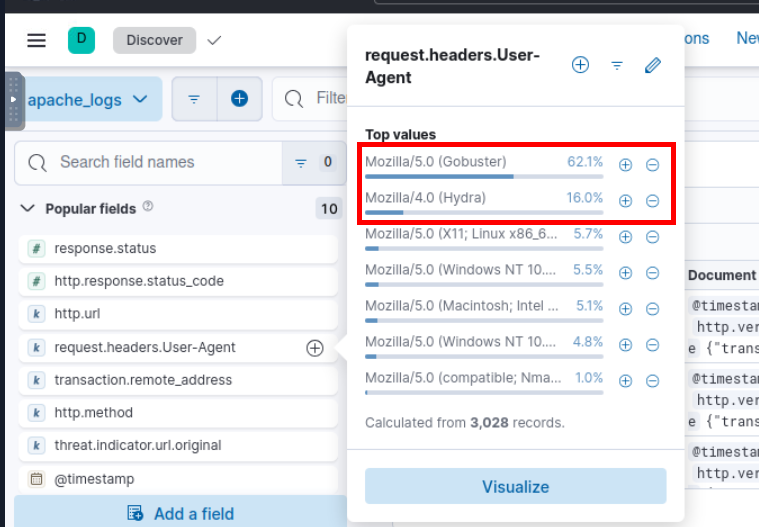 D
Discover
ons
New
apache_logs
Filte
Search field names
0
Popular fields
10
# response.status
# http.response.status_code
k http.url
k request.headers.User-Agent
k transaction.remote_address
k http.method
k threat.indicator.url.original
@timestamp
Add a field
request.headers.User-
Agent
Top values
Mozilla/5.0 (Gobuster) 62.1%
Mozilla/4.0 (Hydra) 16.0%
Mozilla/5.0 (X11; Linux x86_6... 5.7%
Mozilla/5.0 (Windows NT 10.... 5.5%
Mozilla/5.0 (Macintosh; Intel ... 5.1%
Mozilla/5.0 (Windows NT 10.... 4.8%
Mozilla/5.0 (compatible; Nma... 1.0%
Calculated from 3,028 records.
Visualize
Document
@timestam
http.ver
e {"trans
@timestam
http.ver
e {"trans
@timestam
http.ver